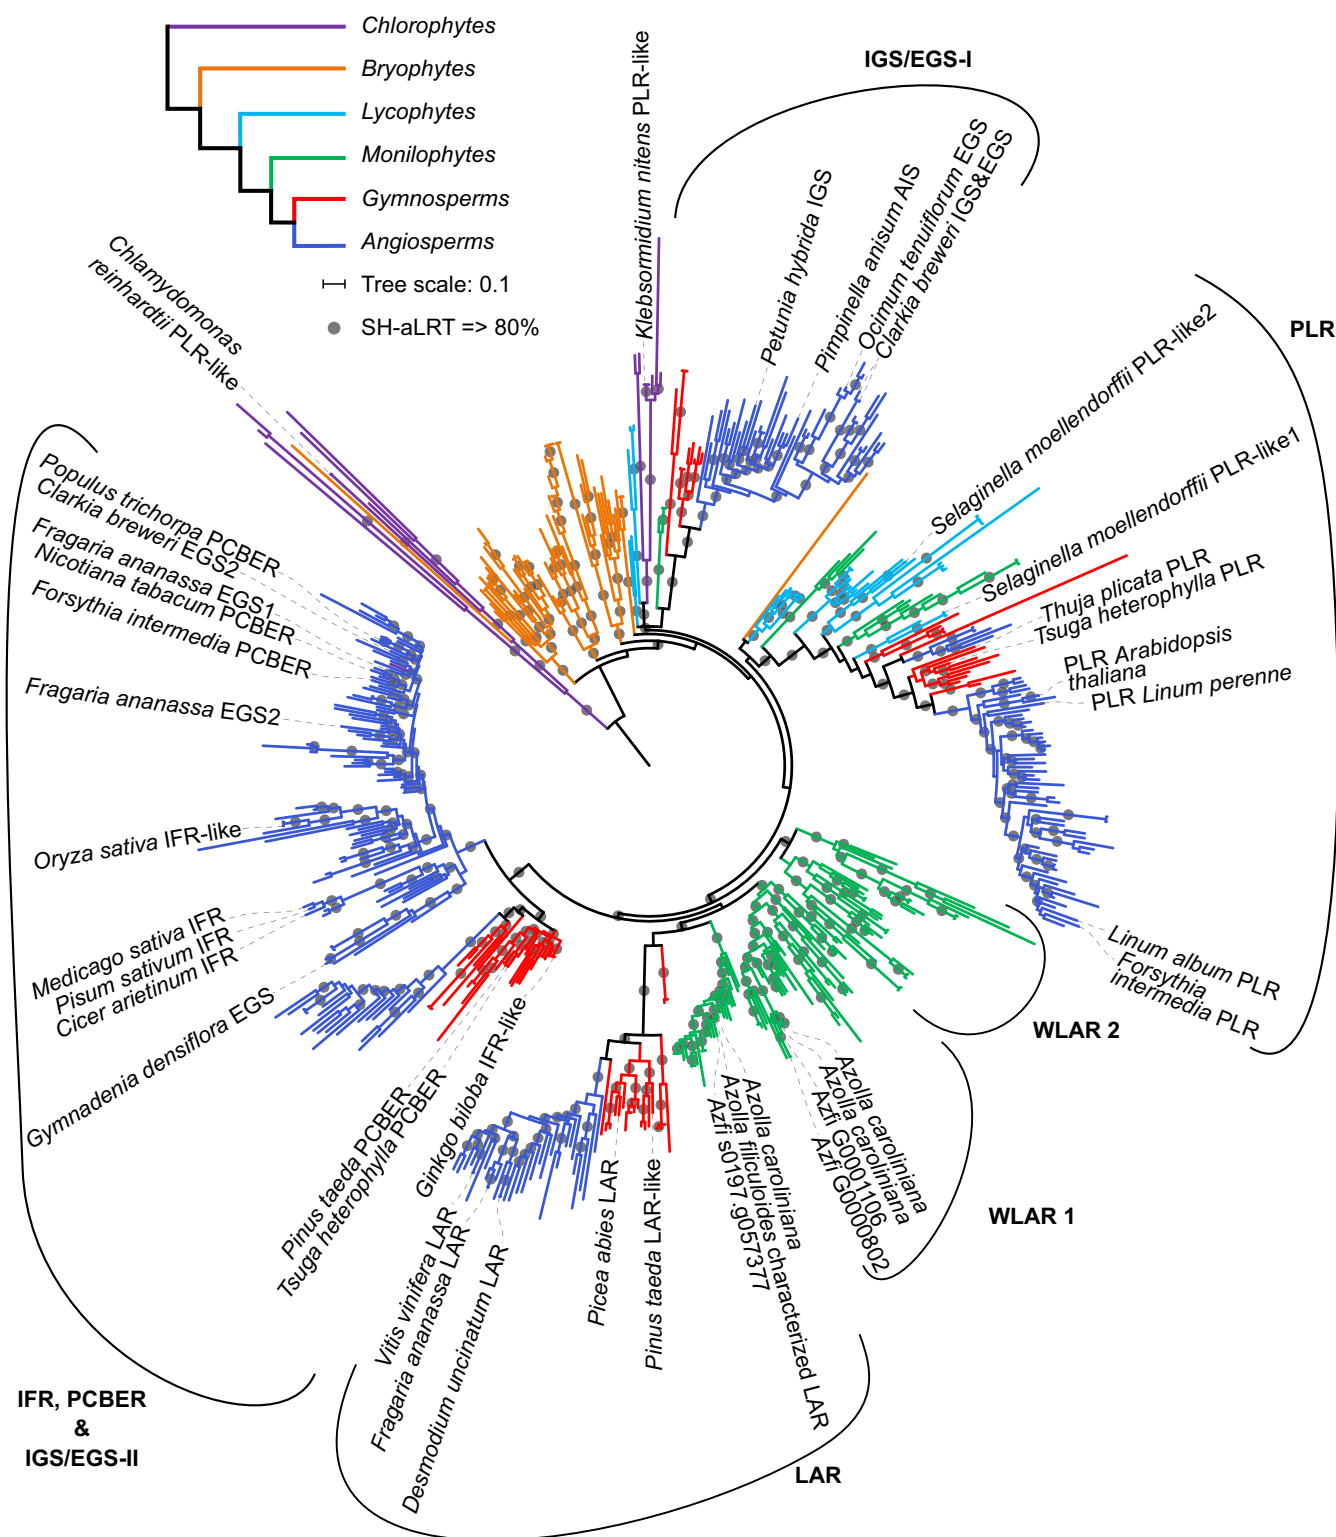 Chlorophytes
Bryophytes
Lycophytes
Monilophytes
Gymnosperms
Angiosperms
Tree scale: 0.1
SH-aLRT => 80%
Chlamydomonas
reinhardtii PLR-like
Klebsormidium nitens PLR-like
IGS/EGS-I
Petunia hybrida IGS
Pimpinella anisum AIS
Ocimum tenuiflorum EGS
Clarkia breweri IGS&EGS
PLR
Selaginella moellendorffii PLR-like2
Selaginella moellendorffii PLR-like1
Thuja plicata PLR
Tsuga heterophylla PLR
PLR Arabidopsis
thaliana
PLR Linum perenne
Linum album PLR
Forsythia
intermedia PLR
WLAR 2
WLAR 1
Azolla caroliniana
Azolla caroliniana
Azfi G0001106
Azfi G0000802
Azolla caroliniana
Azolla filiculoides characterized LAR
Azfi s0197.g057377
LAR
Pinus taeda LAR-like
Picea abies LAR
Desmodium uncinatum LAR
Fragaria ananassa LAR
Vitis vinifera LAR
Ginkgo biloba IFR-like
Tsuga heterophylla PCBER
Pinus taeda PCBER
Gymnadenia densiflora EGS
Cicer arietinum IFR
Pisum sativum IFR
Medicago sativa IFR
Oryza sativa IFR-like
Fragaria ananassa EGS2
Forsythia intermedia PCBER
Nicotiana tabacum PCBER
Fragaria ananassa EGS1
Clarkia breweri EGS2
Populus trichorpa PCBER
IFR, PCBER
&
IGS/EGS-II